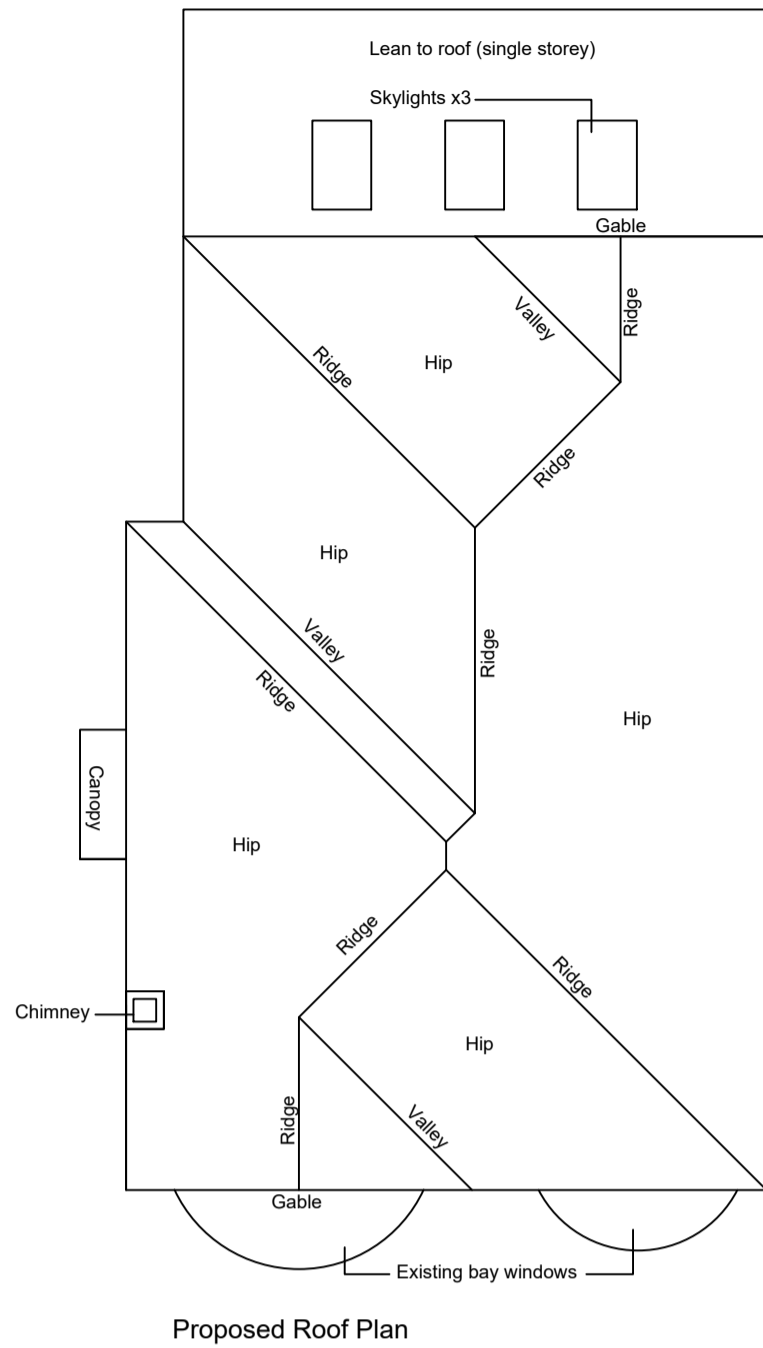 Lean to roof (single storey)
Skylights x3
Gable
Ridge
Valley
Ridge
Hip
Ridge
Hip
Valley
Ridge
Ridge
Hip
Canopy
Hip
Ridge
Ridge
Chimney
Hip
Ridge
Valley
Gable
Existing bay windows
Proposed Roof Plan